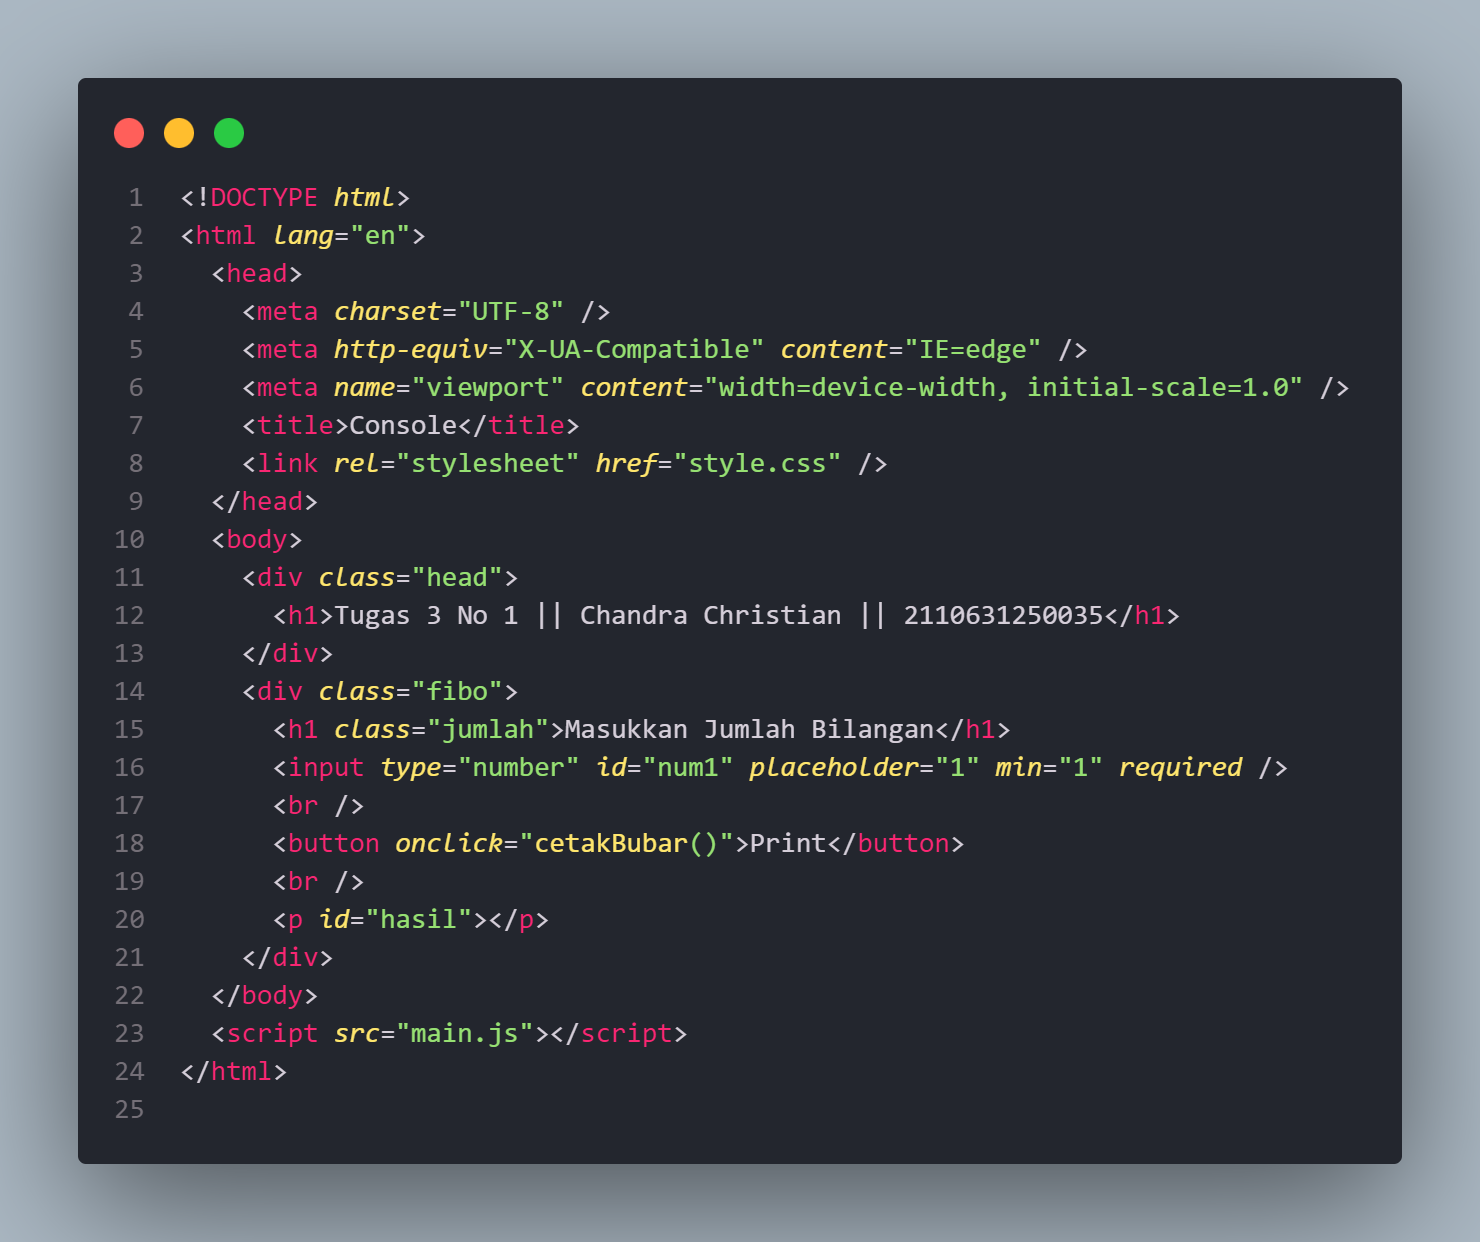 1 <!DOCTYPE html>
2 <html lang="en">
3   <head>
4     <meta charset="UTF-8" />
5     <meta http-equiv="X-UA-Compatible" content="IE=edge" />
6     <meta name="viewport" content="width=device-width, initial-scale=1.0" />
7     <title>Console</title>
8     <link rel="stylesheet" href="style.css" />
9   </head>
10   <body>
11     <div class="head">
12       <h1>Tugas 3 No 1 || Chandra Christian || 2110631250035</h1>
13     </div>
14     <div class="fibo">
15       <h1 class="jumlah">Masukkan Jumlah Bilangan</h1>
16       <input type="number" id="num1" placeholder="1" min="1" required />
17       <br />
18       <button onclick="cetakBubar()">Print</button>
19       <br />
20       <p id="hasil"></p>
21     </div>
22   </body>
23   <script src="main.js"></script>
24 </html>
25